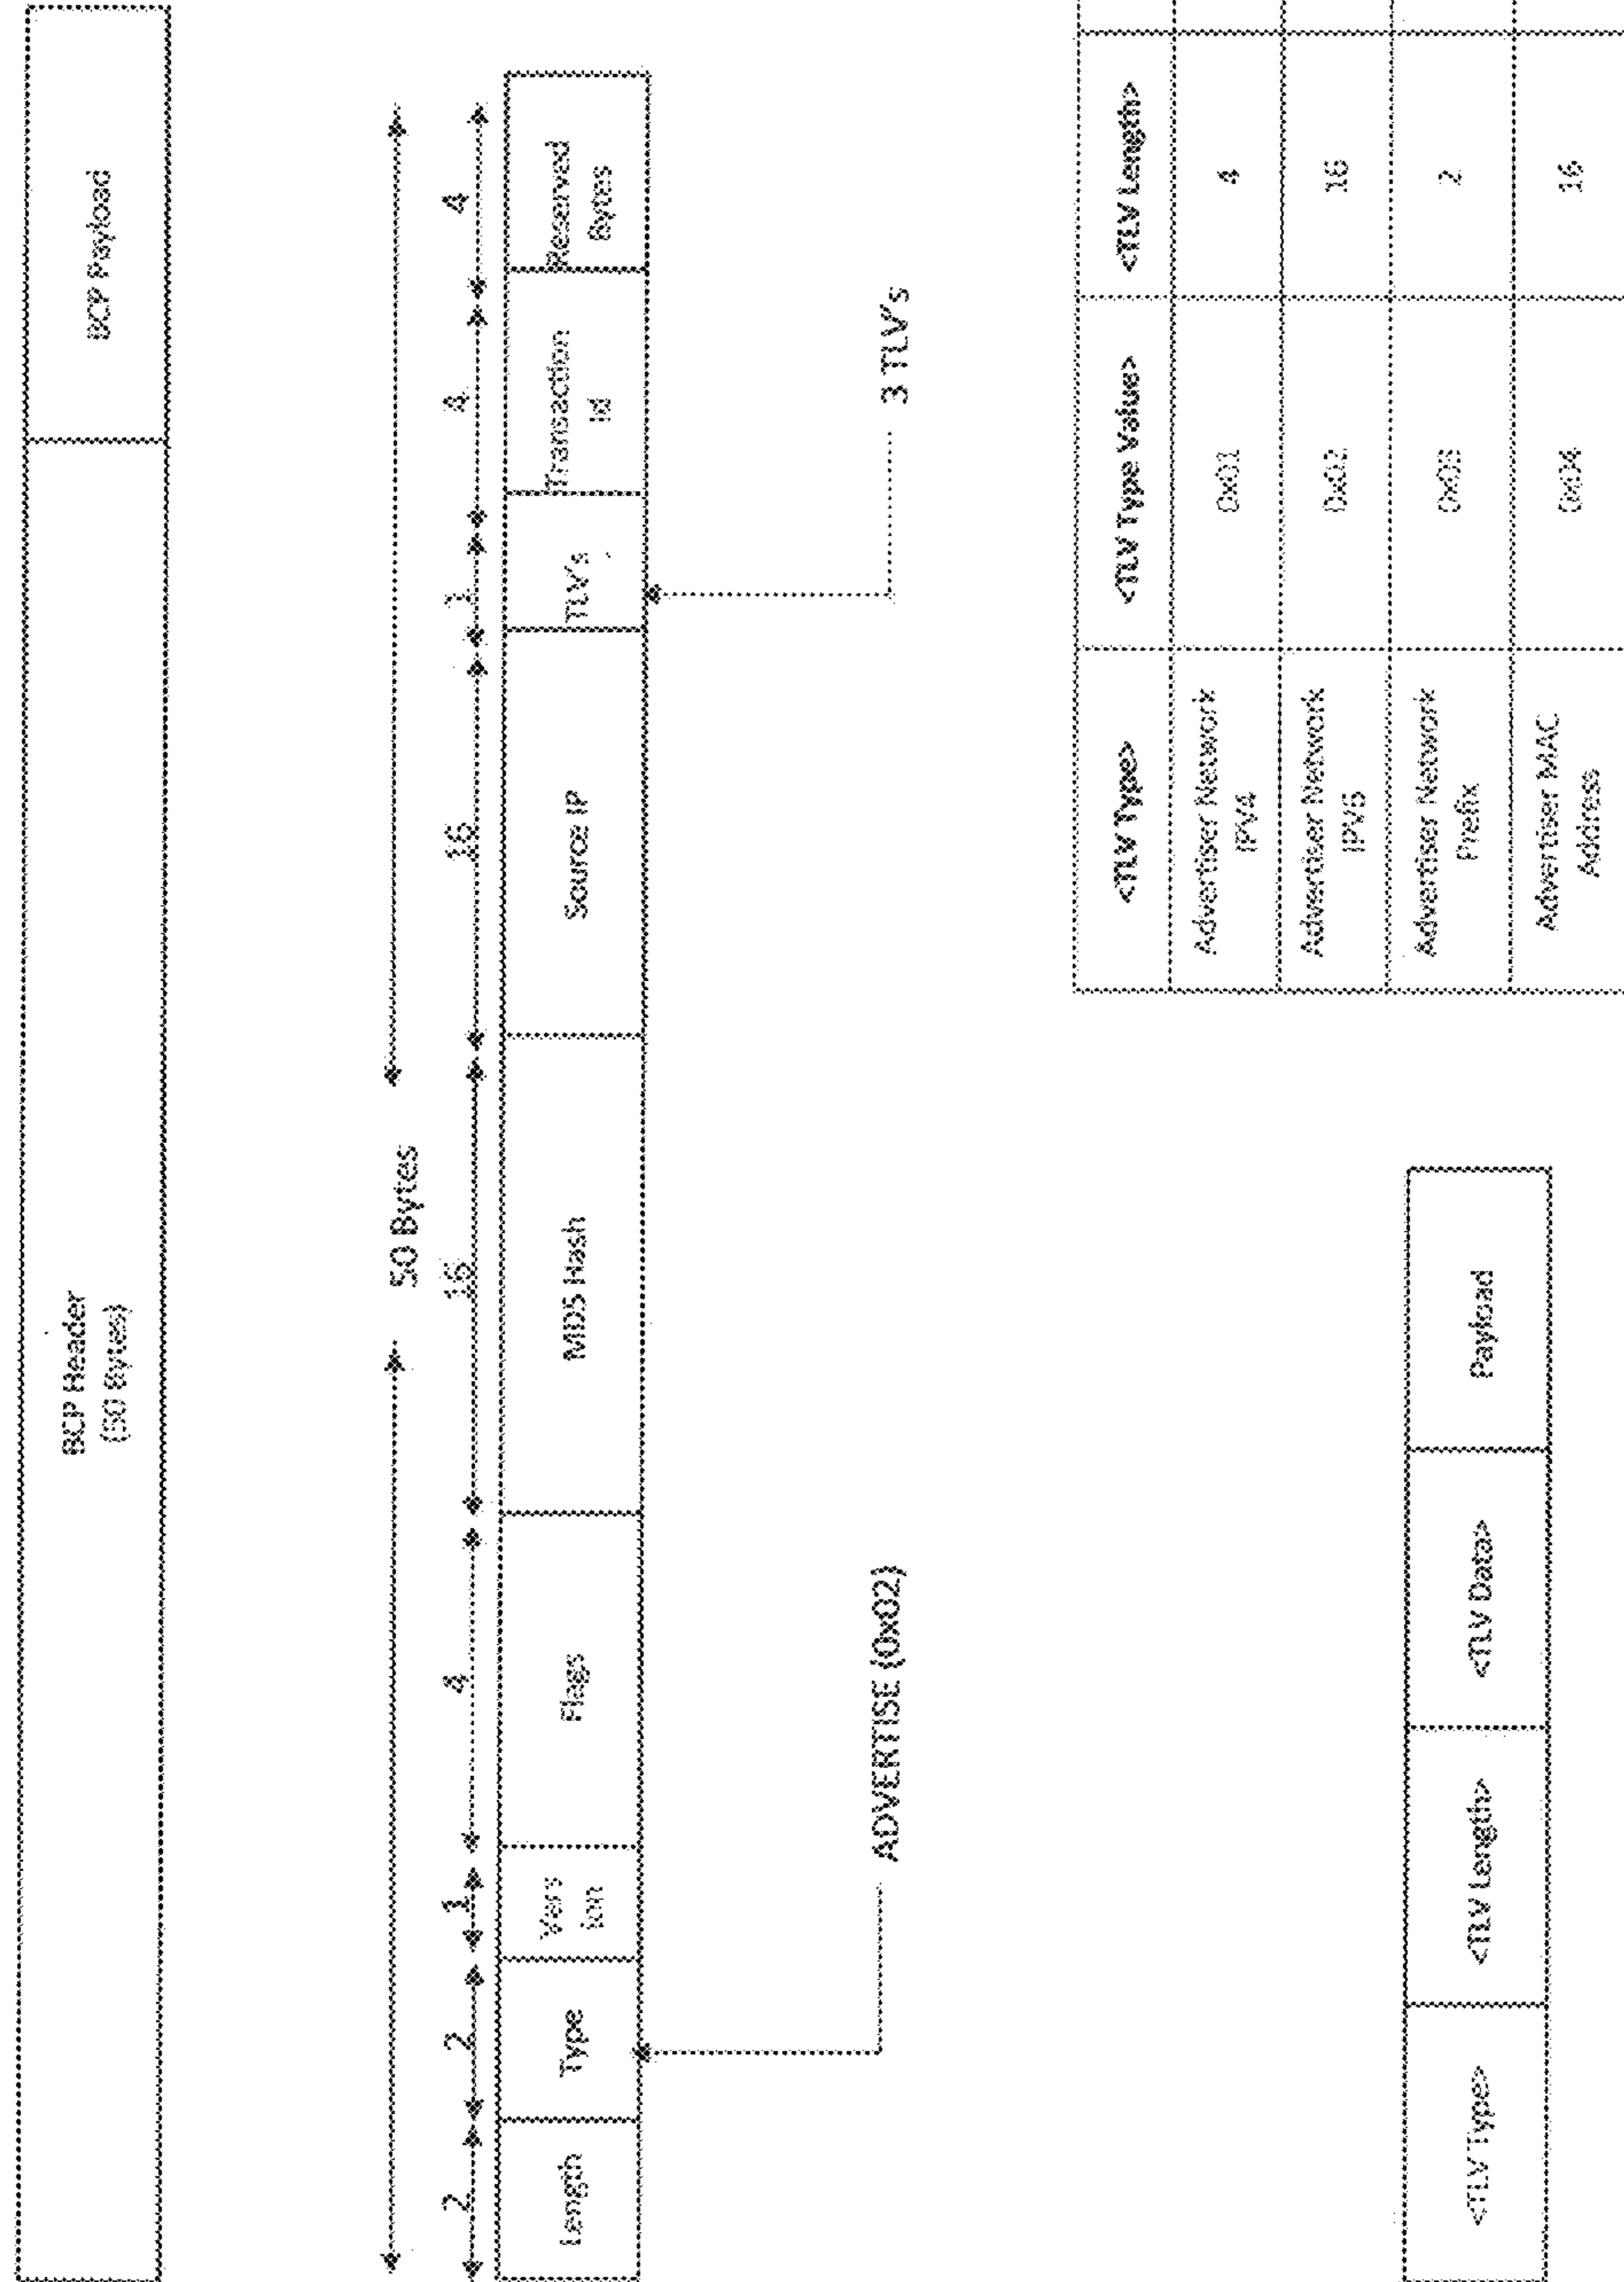 BCP Header
(50 Bytes)
BCP Payload
50 Bytes
2
2
1
4
16
16
1
4
4
Length
Type
Vers
ion
Flags
MD5 Hash
Source IP
TLV's
Transaction
id
Reserved
Bytes
ADVERTISE (0x02)
3 TLV's
<TLV Type>
<TLV Length>
<TLV Data>
Payload
<TLV Type>
<TLV Type Value>
<TLV Length>
Advertiser Network
IPV4
0x01
4
Advertiser Network
IPV6
0x02
16
Advertiser Network
Prefix
0x03
2
Advertiser MAC
Address
0x04
16